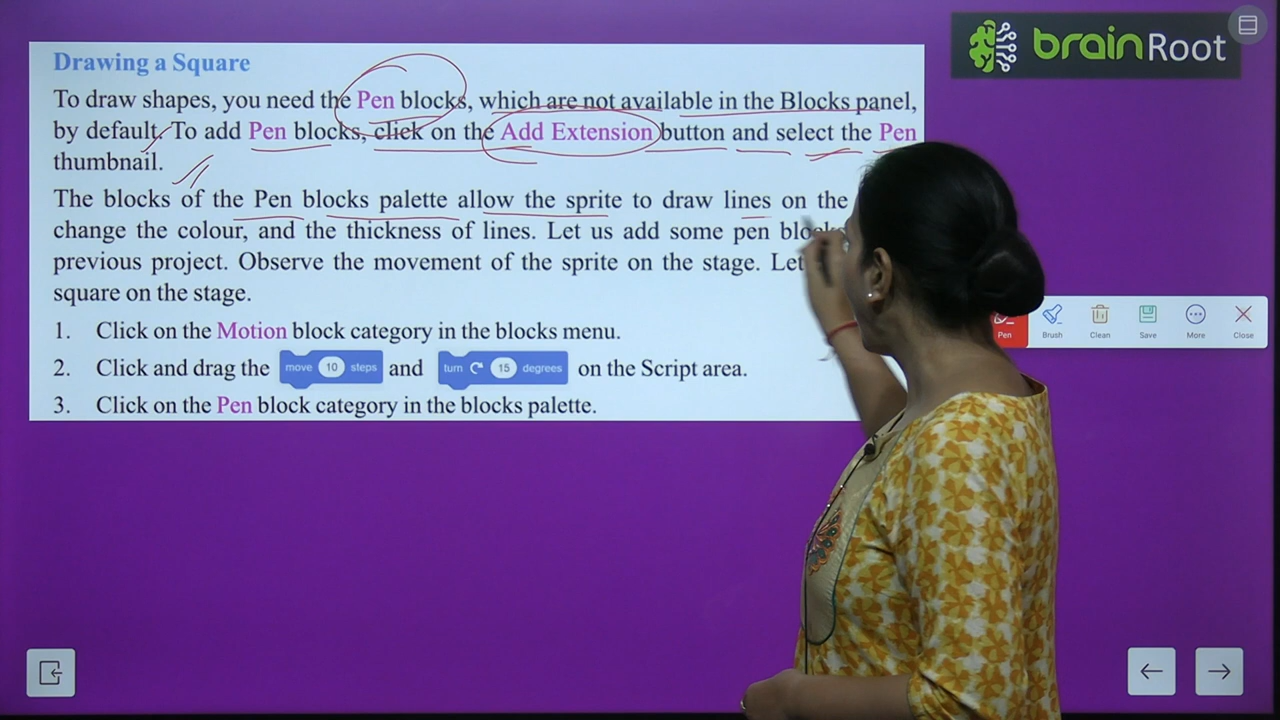 brainRoot
Drawing a Square
To draw shapes, you need the Pen blocks, which are not available in the Blocks panel,
by default. To add Pen blocks, click on the Add Extension button and select the Pen
thumbnail.
The blocks of the Pen blocks palette allow the sprite to draw lines on the
change the colour, and the thickness of lines. Let us add some pen blocks
previous project. Observe the movement of the sprite on the stage. Let
square on the stage.
1. Click on the Motion block category in the blocks menu.
2. Click and drag the move 10 steps and turn 15 degrees on the Script area.
3. Click on the Pen block category in the blocks palette.
Pen Brush Clean Save More Close